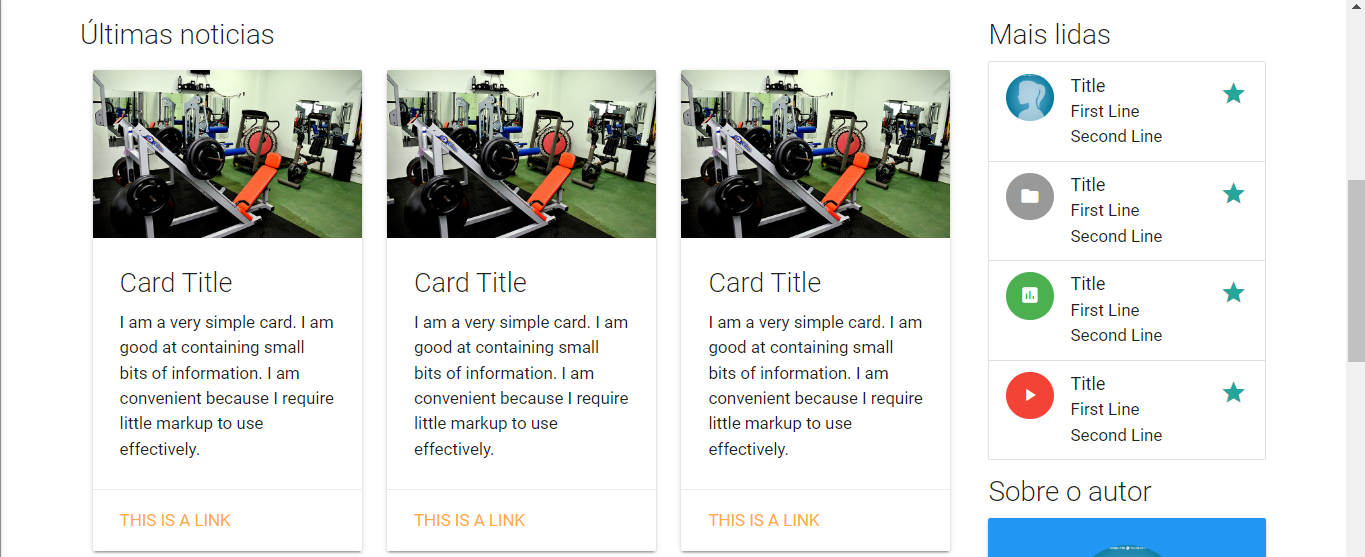 Últimas noticias
Card Title
I am a very simple card. I am
good at containing small
bits of information. I am
convenient because I require
little markup to use
effectively.
THIS IS A LINK
Card Title
I am a very simple card. I am
good at containing small
bits of information. I am
convenient because I require
little markup to use
effectively.
THIS IS A LINK
Card Title
I am a very simple card. I am
good at containing small
bits of information. I am
convenient because I require
little markup to use
effectively.
THIS IS A LINK
Mais lidas
Title
First Line
Second Line
Title
First Line
Second Line
Title
First Line
Second Line
Title
First Line
Second Line
Sobre o autor